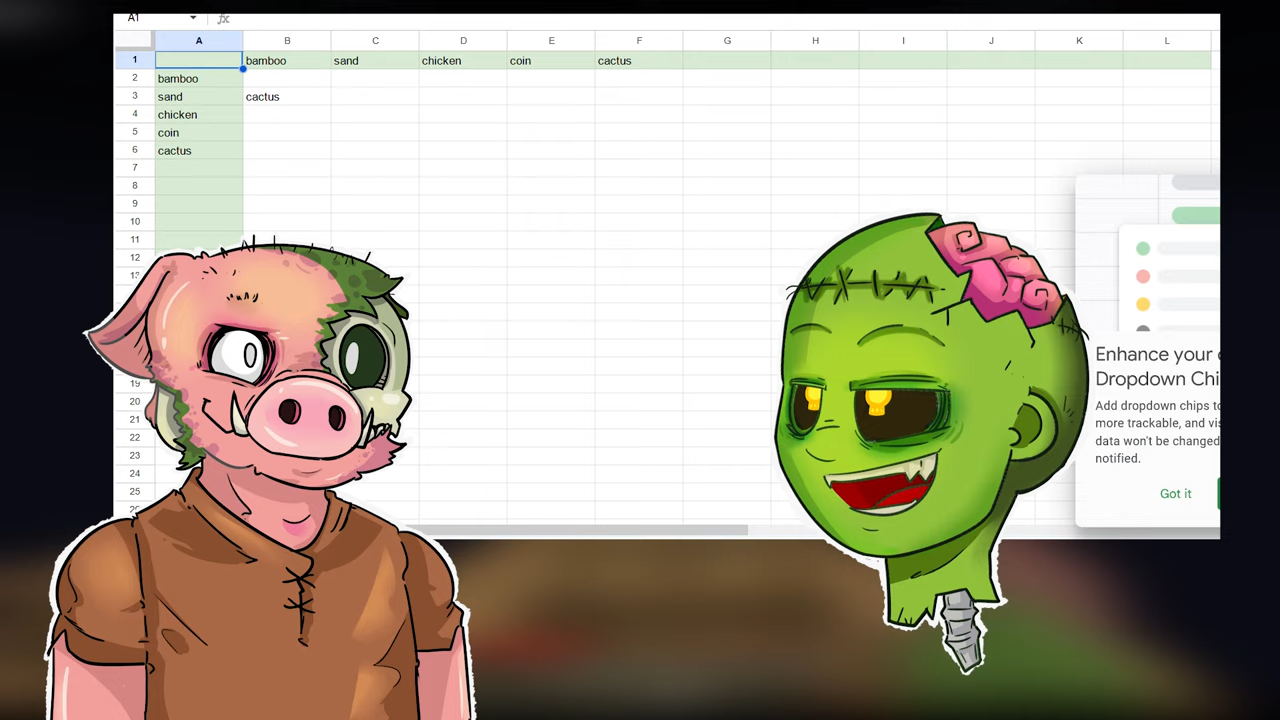 A1 fx
A B C D E F G H I J K L
1 bamboo sand chicken coin cactus
2 bamboo
3 sand cactus
4 chicken
5 coin
6 cactus
7
8
9
10
11
12
19
20
21
22
23
24
25
Enhance your
Dropdown Chi
Add dropdown chips to
more trackable, and vis
data won't be changed
notified.
Got it